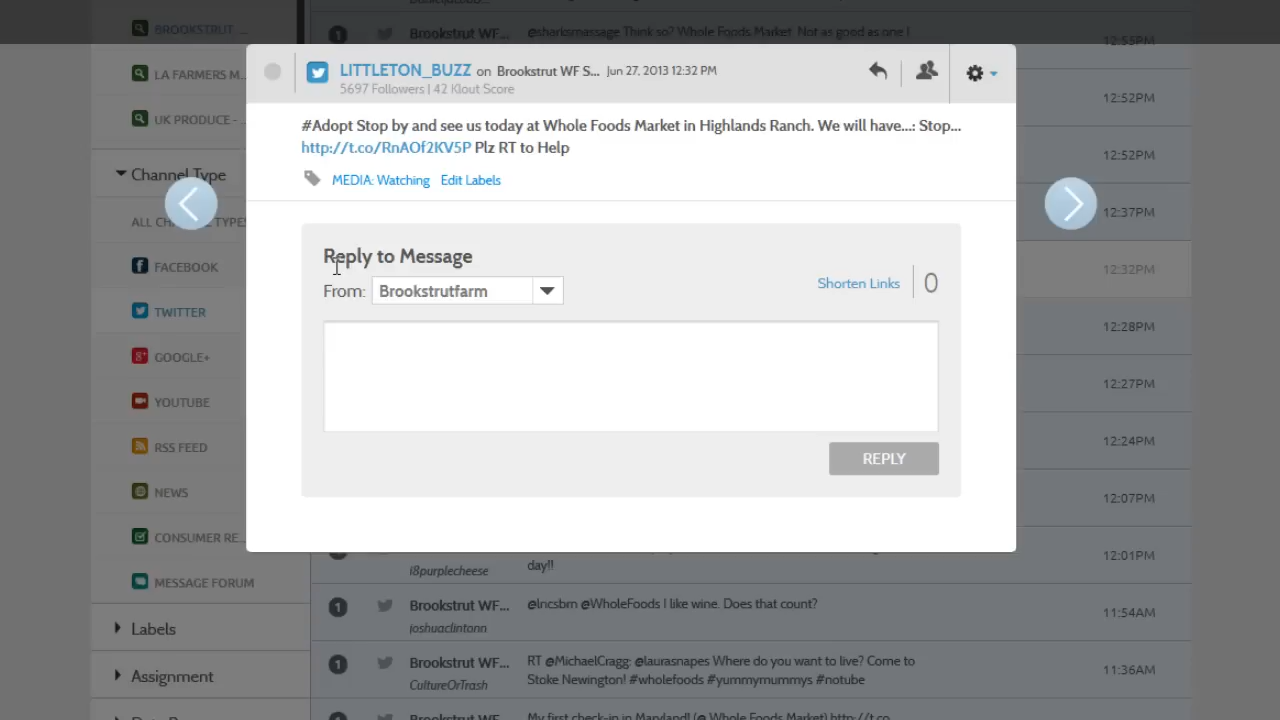 BROOKSTRUT ...
LA FARMERS M...
UK PRODUCE - ...
Channel Type
ALL CH
TYPES
FACEBOOK
TWITTER
GOOGLE+
YOUTUBE
RSS FEED
NEWS
CONSUMER RE...
MESSAGE FORUM
Labels
Assignment
1 Brookstrut WF... @sharksmassage Think so? Whole Foods Market. Not as good as one I 12:55PM
LITTLETON_BUZZ on Brookstrut WF S... Jun 27, 2013 12:32 PM
5697 Followers | 42 Klout Score
#Adopt Stop by and see us today at Whole Foods Market in Highlands Ranch. We will have...: Stop...
http://t.co/RnAOf2KV5P Plz RT to Help
MEDIA: Watching Edit Labels
Reply to Message
From: Brookstrutfarm
Shorten Links 0
REPLY
12:52PM
12:52PM
12:37PM
12:32PM
12:28PM
12:27PM
12:24PM
12:07PM
12:01PM
day!!
i8purplecheese
1 Brookstrut WF... @lncsbm @WholeFoods I like wine. Does that count? 11:54AM
joshuaclintonn
1 Brookstrut WF... RT @MichaelCragg: @laurasnapes Where do you want to live? Come to 11:36AM
CultureOrTrash Stoke Newington! #wholefoods #yummymummys #notube
Brookstrut WF... My first check-in in Maryland! (@ Whole Foods Market) http://t.co